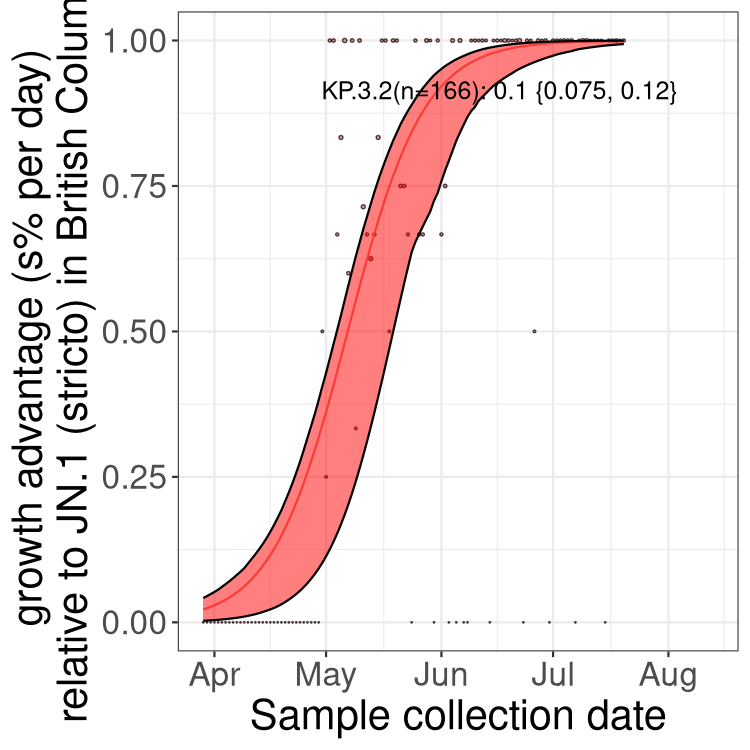 growth advantage (s% per day)
relative to JN.1 (stricto) in British Colum
1.00
0.75
0.50
0.25
0.00
KP.3.2(n=166): 0.1 {0.075, 0.12}
Apr May Jun Jul Aug
Sample collection date